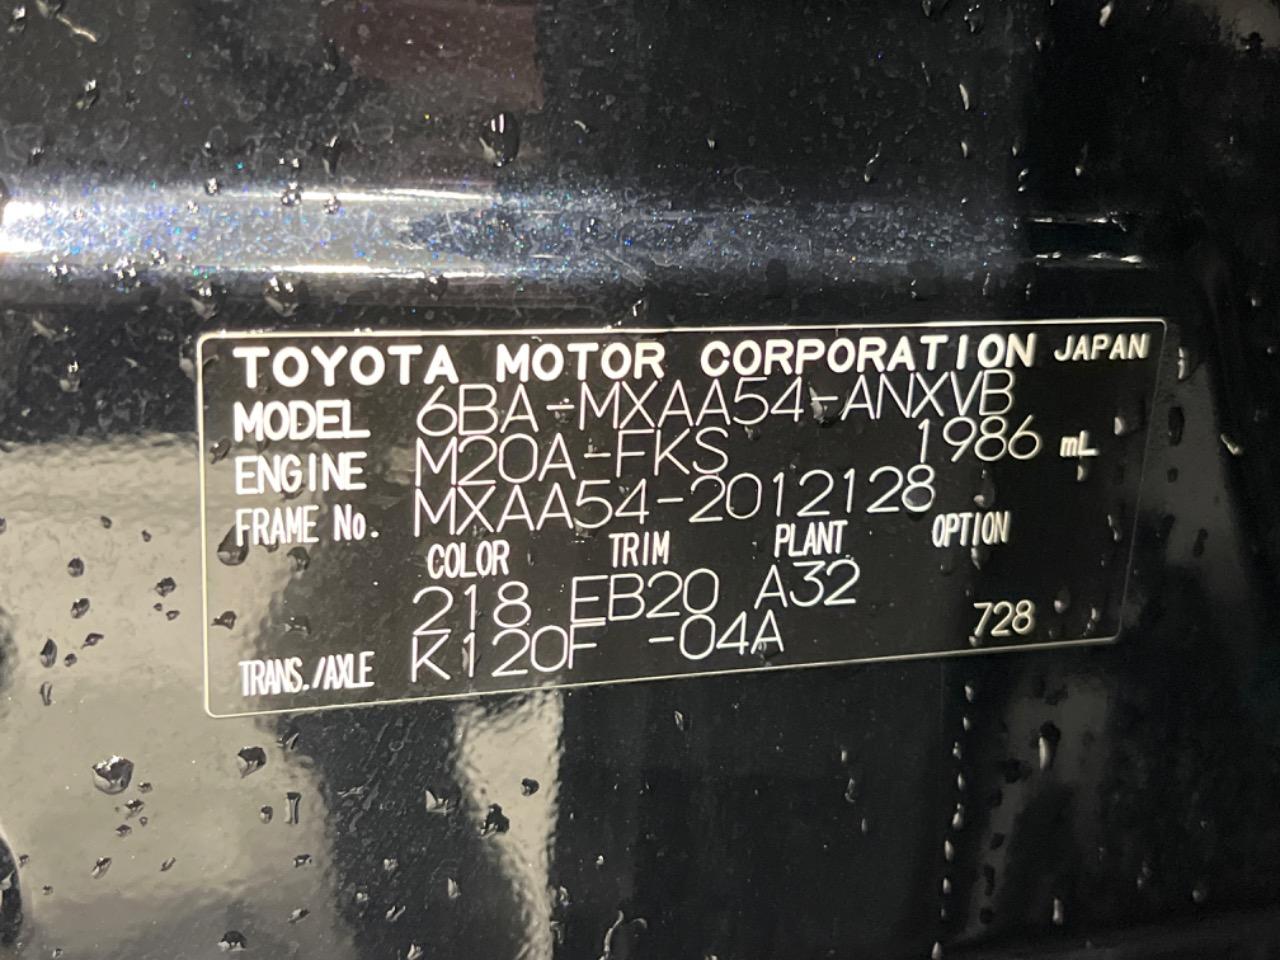 TOYOTA MOTOR CORPORATION JAPAN
MODEL 6BA-MXAA54-ANXVB
ENGINE M20A-FKS 1986 mL
FRAME No. MXAA54-2012128
COLOR TRIM PLANT OPTION
218 EB20 A32
TRANS./AXLE K120F -04A 728